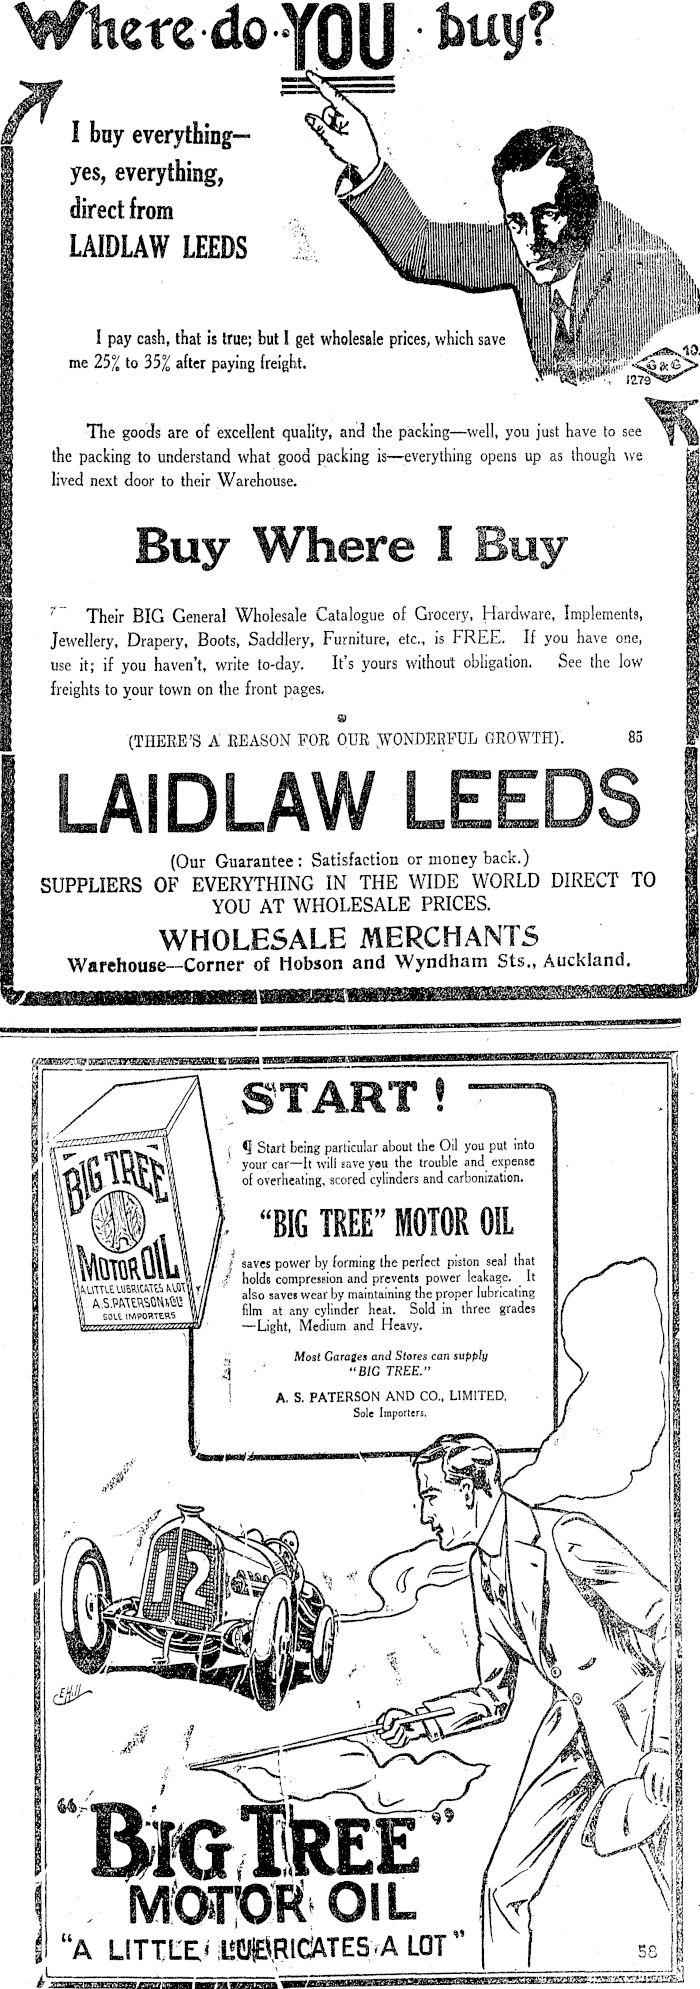 Where·do··YOU·buy?
I buy everything—
yes, everything,
direct from
LAIDLAW LEEDS
I pay cash, that is true; but I get wholesale prices, which save
me 25% to 35% after paying freight.
10.
G & G
1279
The goods are of excellent quality, and the packing—well, you just have to see
the packing to understand what good packing is—everything opens up as though we
lived next door to their Warehouse.
Buy Where I Buy
Their BIG General Wholesale Catalogue of Grocery, Hardware, Implements,
Jewellery, Drapery, Boots, Saddlery, Furniture, etc., is FREE. If you have one,
use it; if you haven't, write to-day. It's yours without obligation. See the low
freights to your town on the front pages.
(THERE'S A REASON FOR OUR WONDERFUL GROWTH). 85
LAIDLAW LEEDS
(Our Guarantee: Satisfaction or money back.)
SUPPLIERS OF EVERYTHING IN THE WIDE WORLD DIRECT TO
YOU AT WHOLESALE PRICES.
WHOLESALE MERCHANTS
Warehouse—Corner of Hobson and Wyndham Sts., Auckland.
START!
¶ Start being particular about the Oil you put into
your car—It will save you the trouble and expense
of overheating, scored cylinders and carbonization.
"BIG TREE" MOTOR OIL
saves power by forming the perfect piston seal that
holds compression and prevents power leakage. It
also saves wear by maintaining the proper lubricating
film at any cylinder heat. Sold in three grades
—Light, Medium and Heavy.
Most Garages and Stores can supply
"BIG TREE."
A. S. PATERSON AND CO., LIMITED,
Sole Importers.
BIG TREE
MOTOR OIL
A LITTLE LUBRICATES A LOT
A.S. PATERSON & CO LD
SOLE IMPORTERS
12
E Hill
"BIG TREE"
MOTOR OIL
"A LITTLE LUBRICATES A LOT"
58